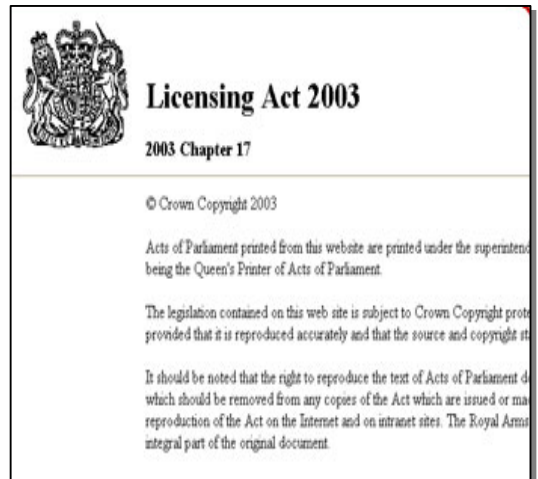 Licensing Act 2003
2003 Chapter 17
© Crown Copyright 2003
Acts of Parliament printed from this website are printed under the
being the Queen's Printer of Acts of Parliament.
The legislation contained on this web site is subject to Crown Copyright
provided that it is reproduced accurately and that the source and copyright
It should be noted that the right to reproduce the text of Acts of Parliament
which should be removed from any copies of the Act which are issued or
reproduction of the Act on the Internet and on intranet sites. The Royal Arms
integral part of the original document.